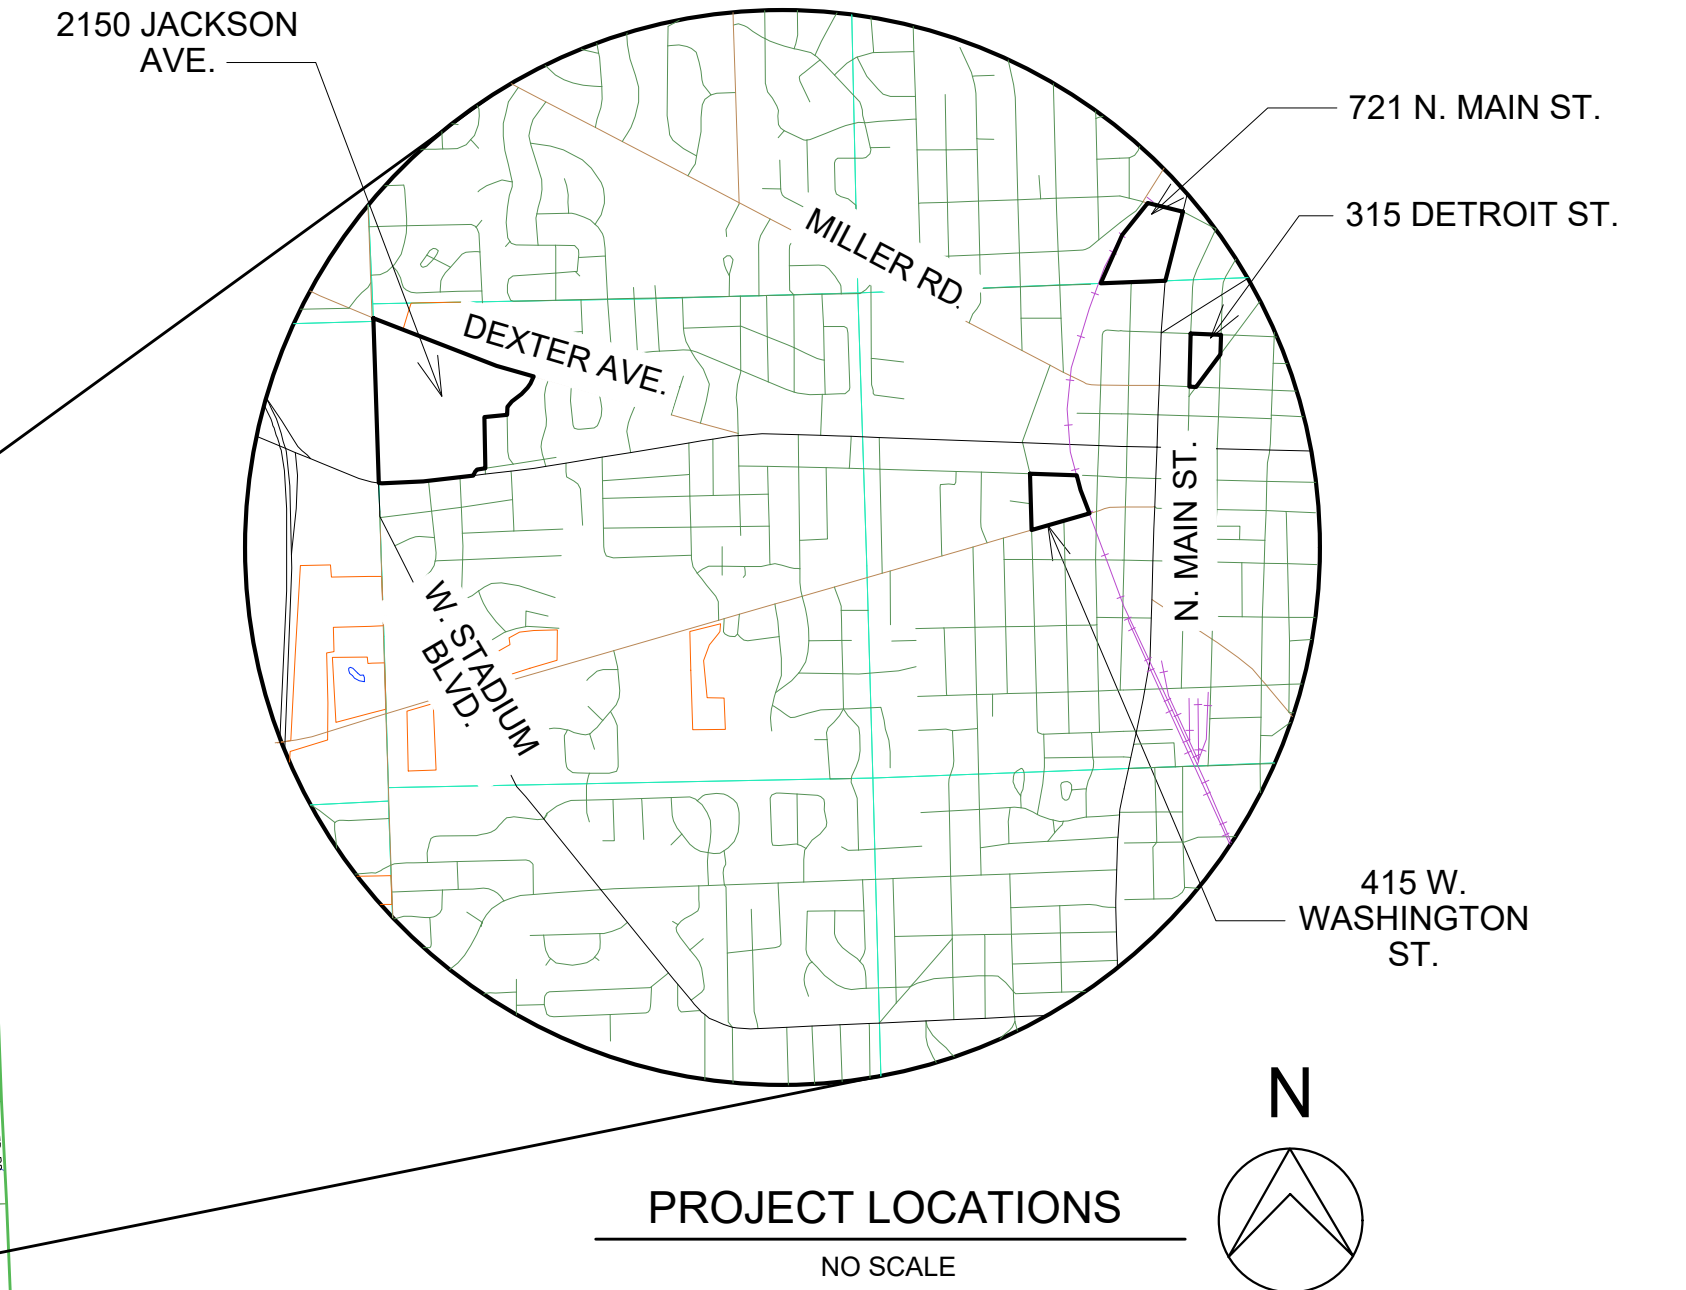 2150 JACKSON
AVE.
721 N. MAIN ST.
315 DETROIT ST.
MILLER RD.
DEXTER AVE.
N. MAIN ST.
W. STADIUM
BLVD.
415 W.
WASHINGTON
ST.
N
PROJECT LOCATIONS
NO SCALE